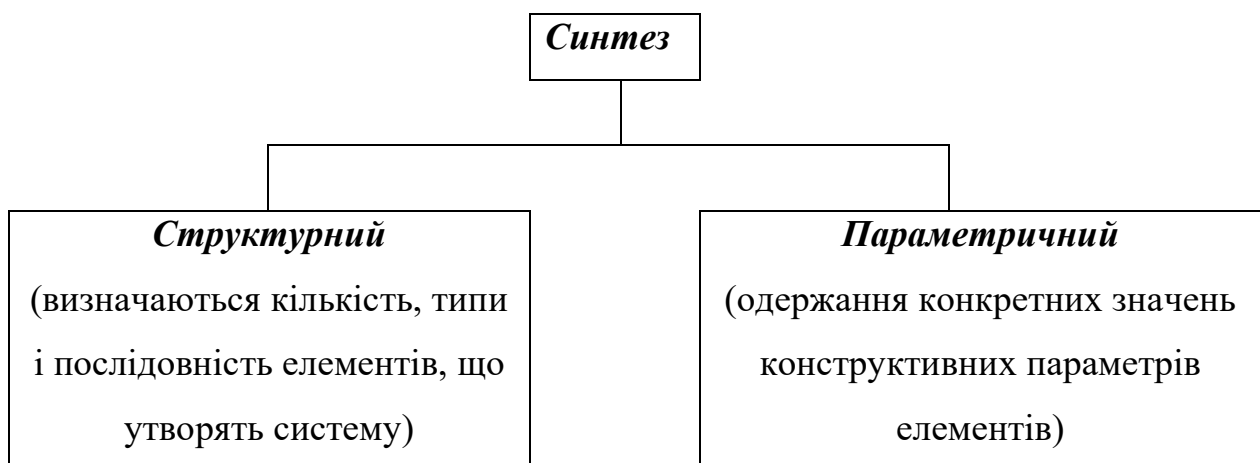 Синтез
Структурний
(визначаються кількість, типи
і послідовність елементів, що
утворять систему)
Параметричний
(одержання конкретних значень
конструктивних параметрів
елементів)